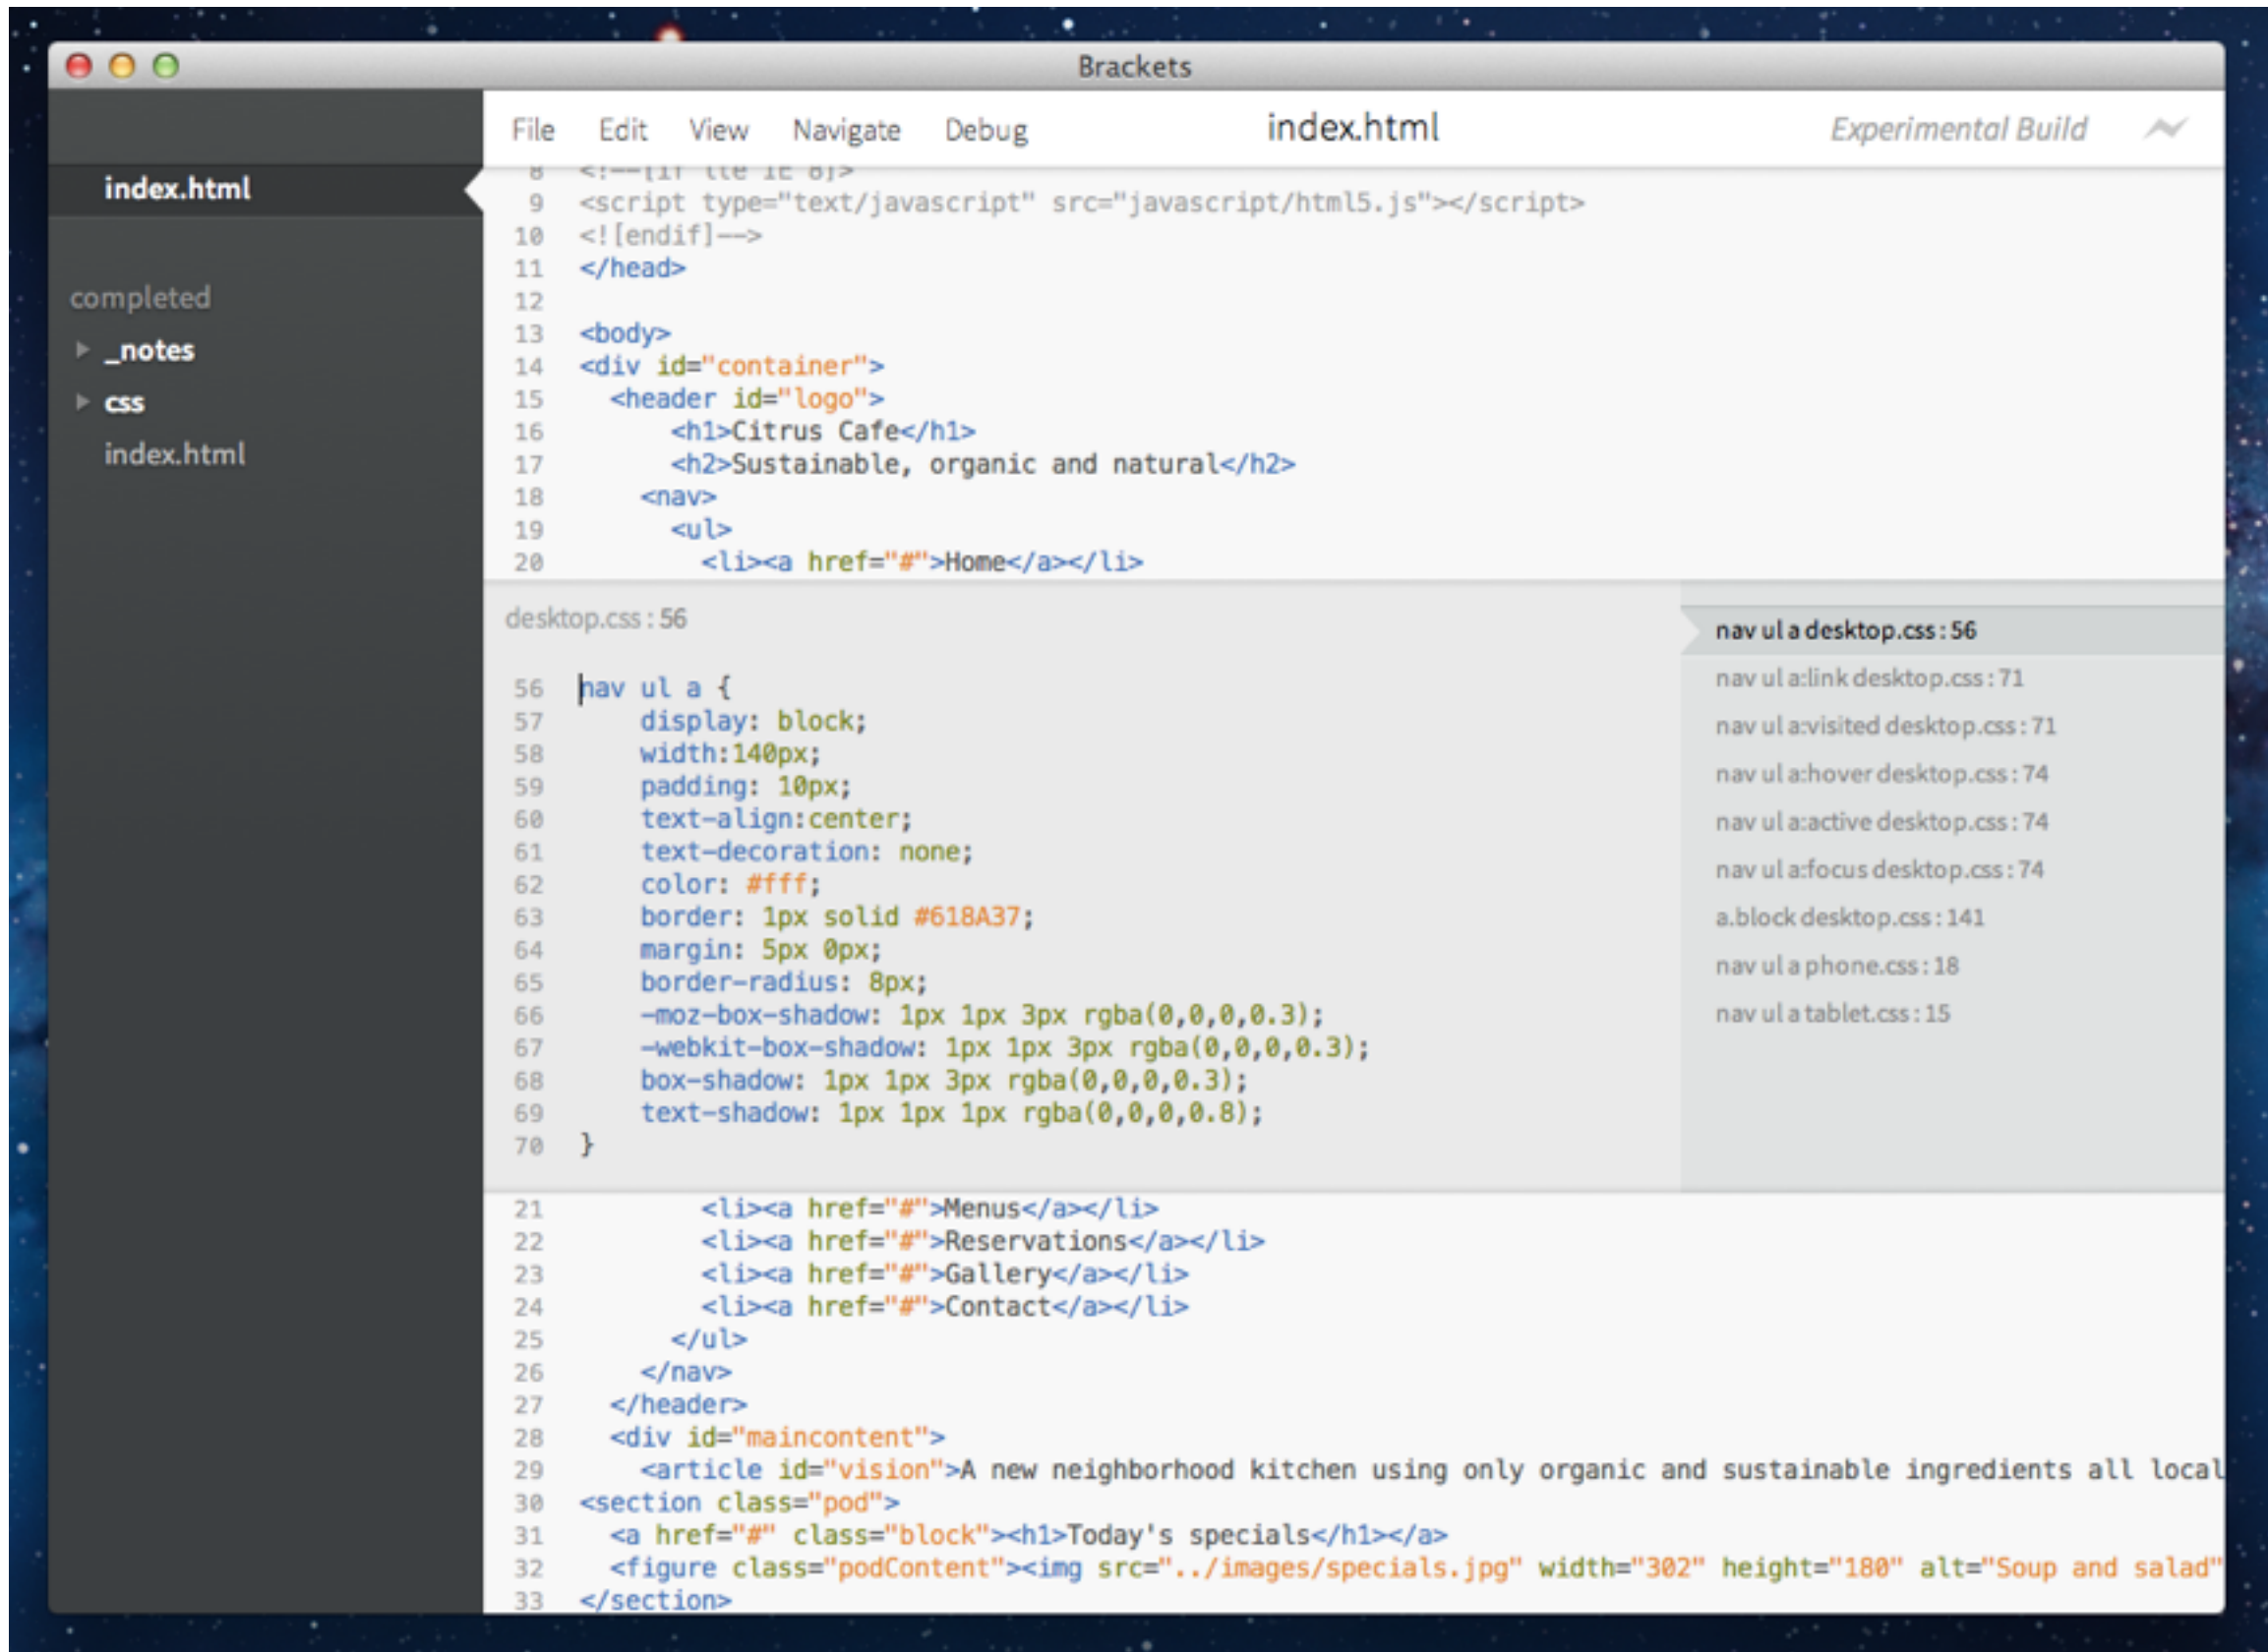 Brackets
File Edit View Navigate Debug index.html Experimental Build
index.html
completed
_notes
css
index.html
8 <!--[if lte IE 8]>
9 <script type="text/javascript" src="javascript/html5.js"></script>
10 <![endif]-->
11 </head>
12
13 <body>
14 <div id="container">
15 <header id="logo">
16 <h1>Citrus Cafe</h1>
17 <h2>Sustainable, organic and natural</h2>
18 <nav>
19 <ul>
20 <li><a href="#">Home</a></li>
desktop.css : 56
56 nav ul a {
57 display: block;
58 width:140px;
59 padding: 10px;
60 text-align:center;
61 text-decoration: none;
62 color: #fff;
63 border: 1px solid #618A37;
64 margin: 5px 0px;
65 border-radius: 8px;
66 -moz-box-shadow: 1px 1px 3px rgba(0,0,0,0.3);
67 -webkit-box-shadow: 1px 1px 3px rgba(0,0,0,0.3);
68 box-shadow: 1px 1px 3px rgba(0,0,0,0.3);
69 text-shadow: 1px 1px 1px rgba(0,0,0,0.8);
70 }
nav ul a desktop.css : 56
nav ul a:link desktop.css : 71
nav ul a:visited desktop.css : 71
nav ul a:hover desktop.css : 74
nav ul a:active desktop.css : 74
nav ul a:focus desktop.css : 74
a.block desktop.css : 141
nav ul a phone.css : 18
nav ul a tablet.css : 15
21 <li><a href="#">Menus</a></li>
22 <li><a href="#">Reservations</a></li>
23 <li><a href="#">Gallery</a></li>
24 <li><a href="#">Contact</a></li>
25 </ul>
26 </nav>
27 </header>
28 <div id="maincontent">
29 <article id="vision">A new neighborhood kitchen using only organic and sustainable ingredients all local
30 <section class="pod">
31 <a href="#" class="block"><h1>Today's specials</h1></a>
32 <figure class="podContent"><img src="../images/specials.jpg" width="302" height="180" alt="Soup and salad"
33 </section>